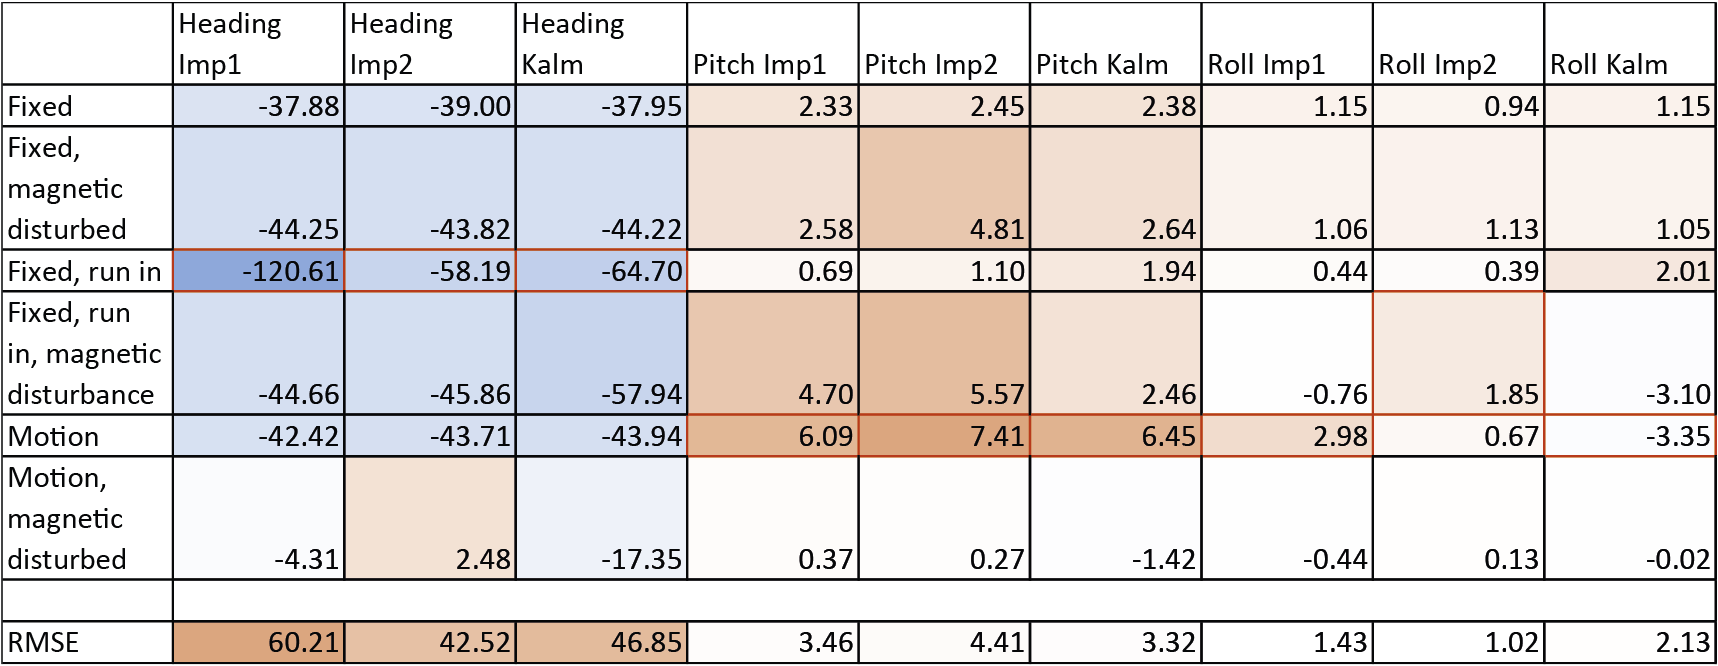 Heading Imp1 Heading Imp2 Heading Kalm Pitch Imp1 Pitch Imp2 Pitch Kalm Roll Imp1 Roll Imp2 Roll Kalm
Fixed -37.88 -39.00 -37.95 2.33 2.45 2.38 1.15 0.94 1.15
Fixed, magnetic disturbed -44.25 -43.82 -44.22 2.58 4.81 2.64 1.06 1.13 1.05
Fixed, run in -120.61 -58.19 -64.70 0.69 1.10 1.94 0.44 0.39 2.01
Fixed, run in, magnetic disturbance -44.66 -45.86 -57.94 4.70 5.57 2.46 -0.76 1.85 -3.10
Motion -42.42 -43.71 -43.94 6.09 7.41 6.45 2.98 0.67 -3.35
Motion, magnetic disturbed -4.31 2.48 -17.35 0.37 0.27 -1.42 -0.44 0.13 -0.02
RMSE 60.21 42.52 46.85 3.46 4.41 3.32 1.43 1.02 2.13